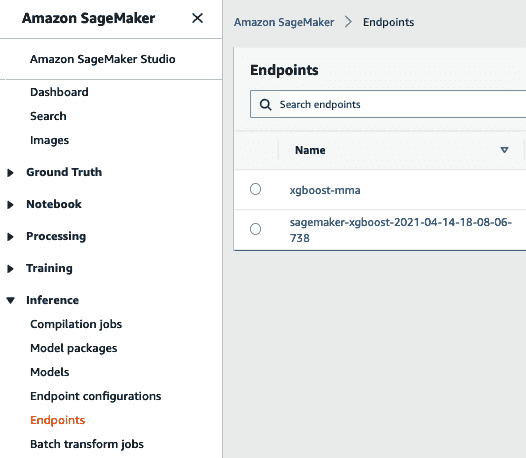 Amazon SageMaker
Amazon SageMaker Studio
Dashboard
Search
Images
Ground Truth
Notebook
Processing
Training
Inference
Compilation jobs
Model packages
Models
Endpoint configurations
Endpoints
Batch transform jobs
Amazon SageMaker > Endpoints
Endpoints
Search endpoints
Name
xgboost-mma
sagemaker-xgboost-2021-04-14-18-08-06-
738